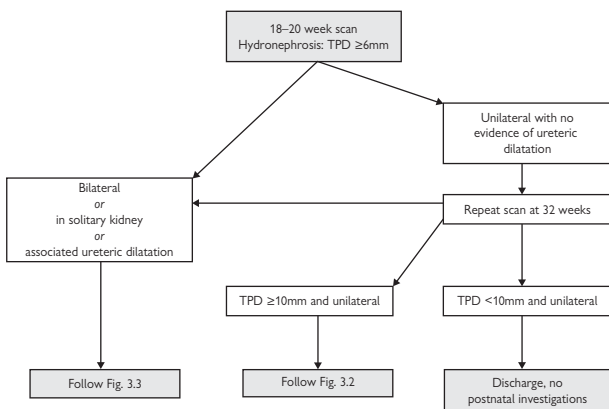 18–20 week scan
Hydronephrosis: TPD ≥6mm
Unilateral with no
evidence of ureteric
dilatation
Bilateral
or
in solitary kidney
or
associated ureteric dilatation
Repeat scan at 32 weeks
TPD ≥10mm and unilateral
TPD <10mm and unilateral
Follow Fig. 3.3
Follow Fig. 3.2
Discharge, no
postnatal investigations